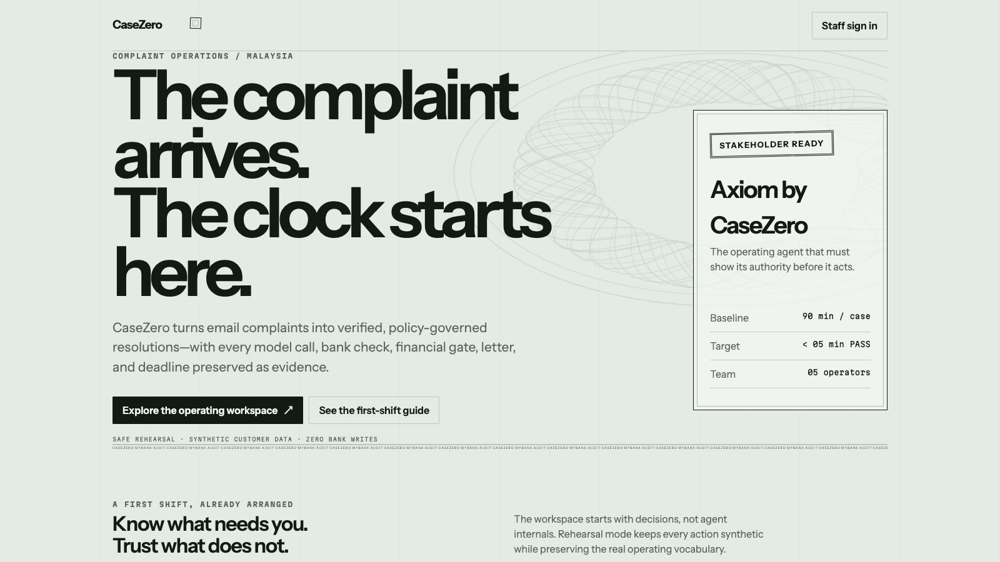 CaseZero
Staff sign in
COMPLAINT OPERATIONS / MALAYSIA
The complaint
arrives.
The clock starts
here.
CaseZero turns email complaints into verified, policy-governed
resolutions—with every model call, bank check, financial gate, letter,
and deadline preserved as evidence.
Explore the operating workspace ↗
See the first-shift guide
SAFE REHEARSAL · SYNTHETIC CUSTOMER DATA · ZERO BANK WRITES
STAKEHOLDER READY
Axiom by
CaseZero
The operating agent that must
show its authority before it acts.
Baseline 90 min / case
Target < 05 min PASS
Team 05 operators
CASEZERO·MYBANK·AUDIT·CASEZERO·MYBANK·AUDIT·CASEZERO·MYBANK·AUDIT·CASEZERO·MYBANK·AUDIT·CASEZERO·MYBANK·AUDIT·CASEZERO·MYBANK·AUDIT·CASEZERO·MYBANK·AUDIT·CASEZERO·MYBANK·AUDIT·CASEZERO·MYBANK·AUDIT·CASEZERO·MYBANK·AUDIT·CASEZERO·MYBANK·AUDIT·CASEZERO·MYBANK·AUDIT·CASEZERO·MYBANK·AUDIT·CASEZERO·MYBANK·AUDIT·CASEZ
A FIRST SHIFT, ALREADY ARRANGED
Know what needs you.
Trust what does not.
The workspace starts with decisions, not agent
internals. Rehearsal mode keeps every action synthetic
while preserving the real operating vocabulary.